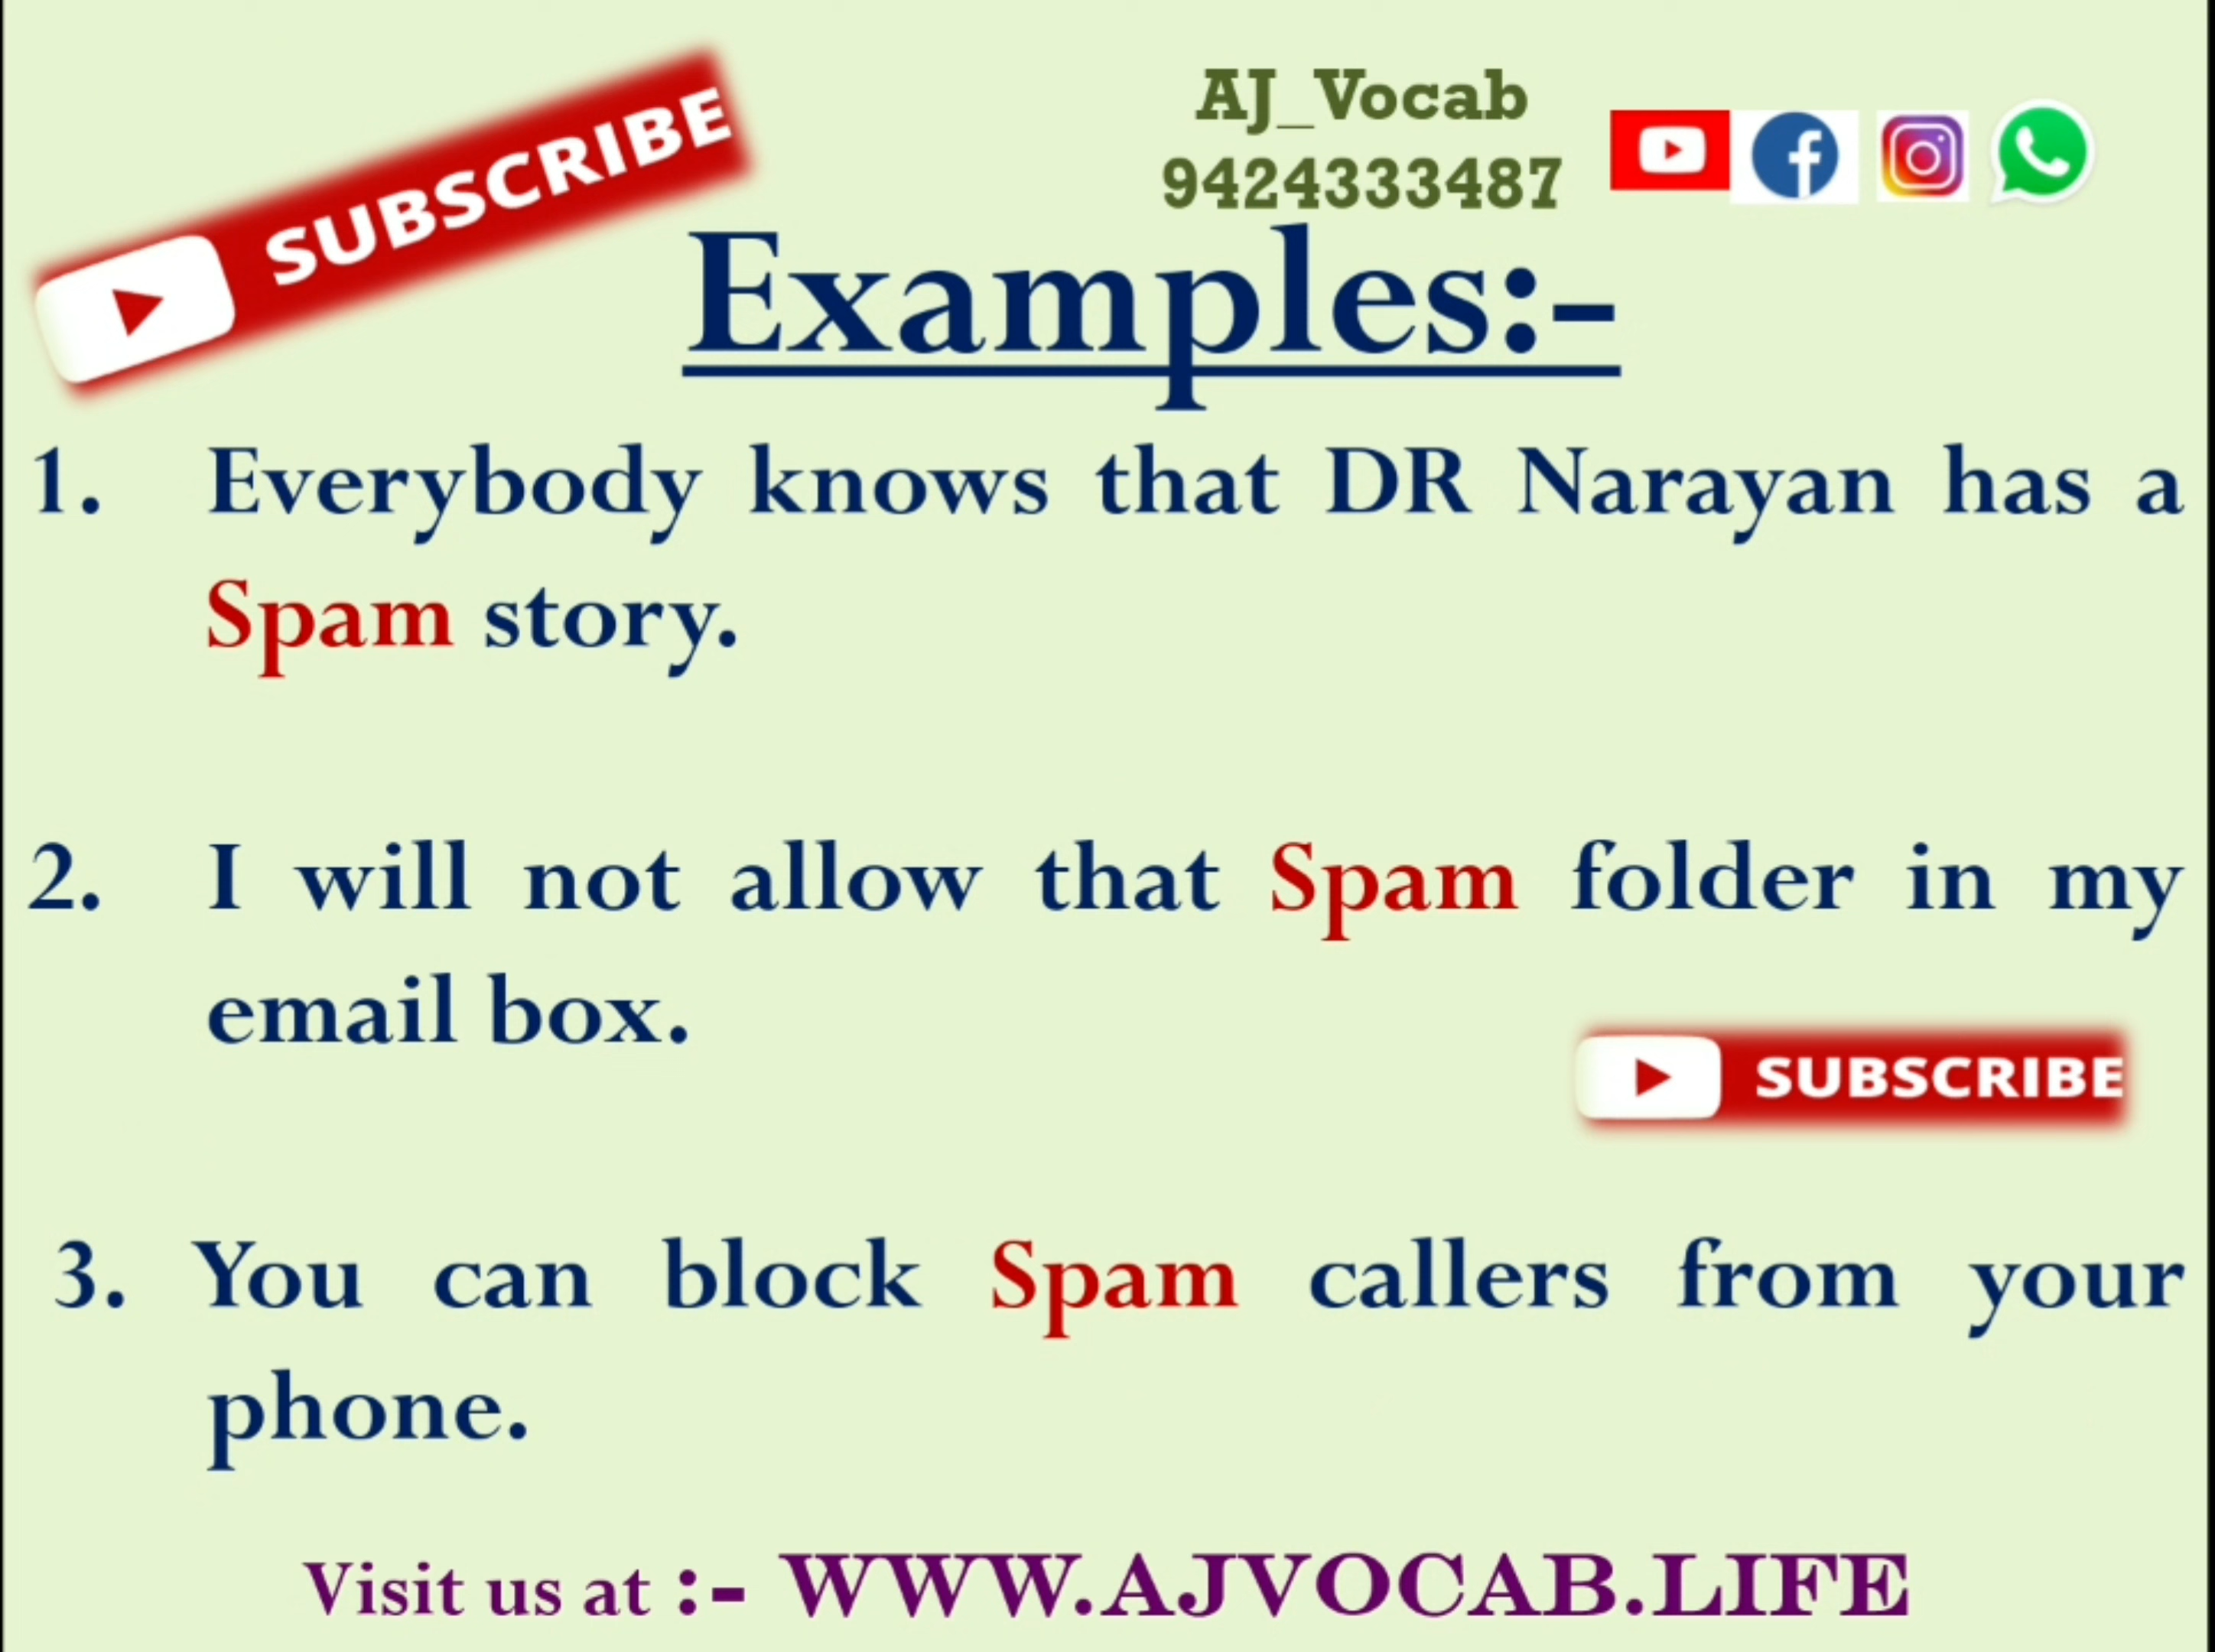 SUBSCRIBE
AJ_Vocab
9424333487
Examples:-
1. Everybody knows that DR Narayan has a
Spam story.
2. I will not allow that Spam folder in my
email box.
SUBSCRIBE
3. You can block Spam callers from your
phone.
Visit us at :- WWW.AJVOCAB.LIFE